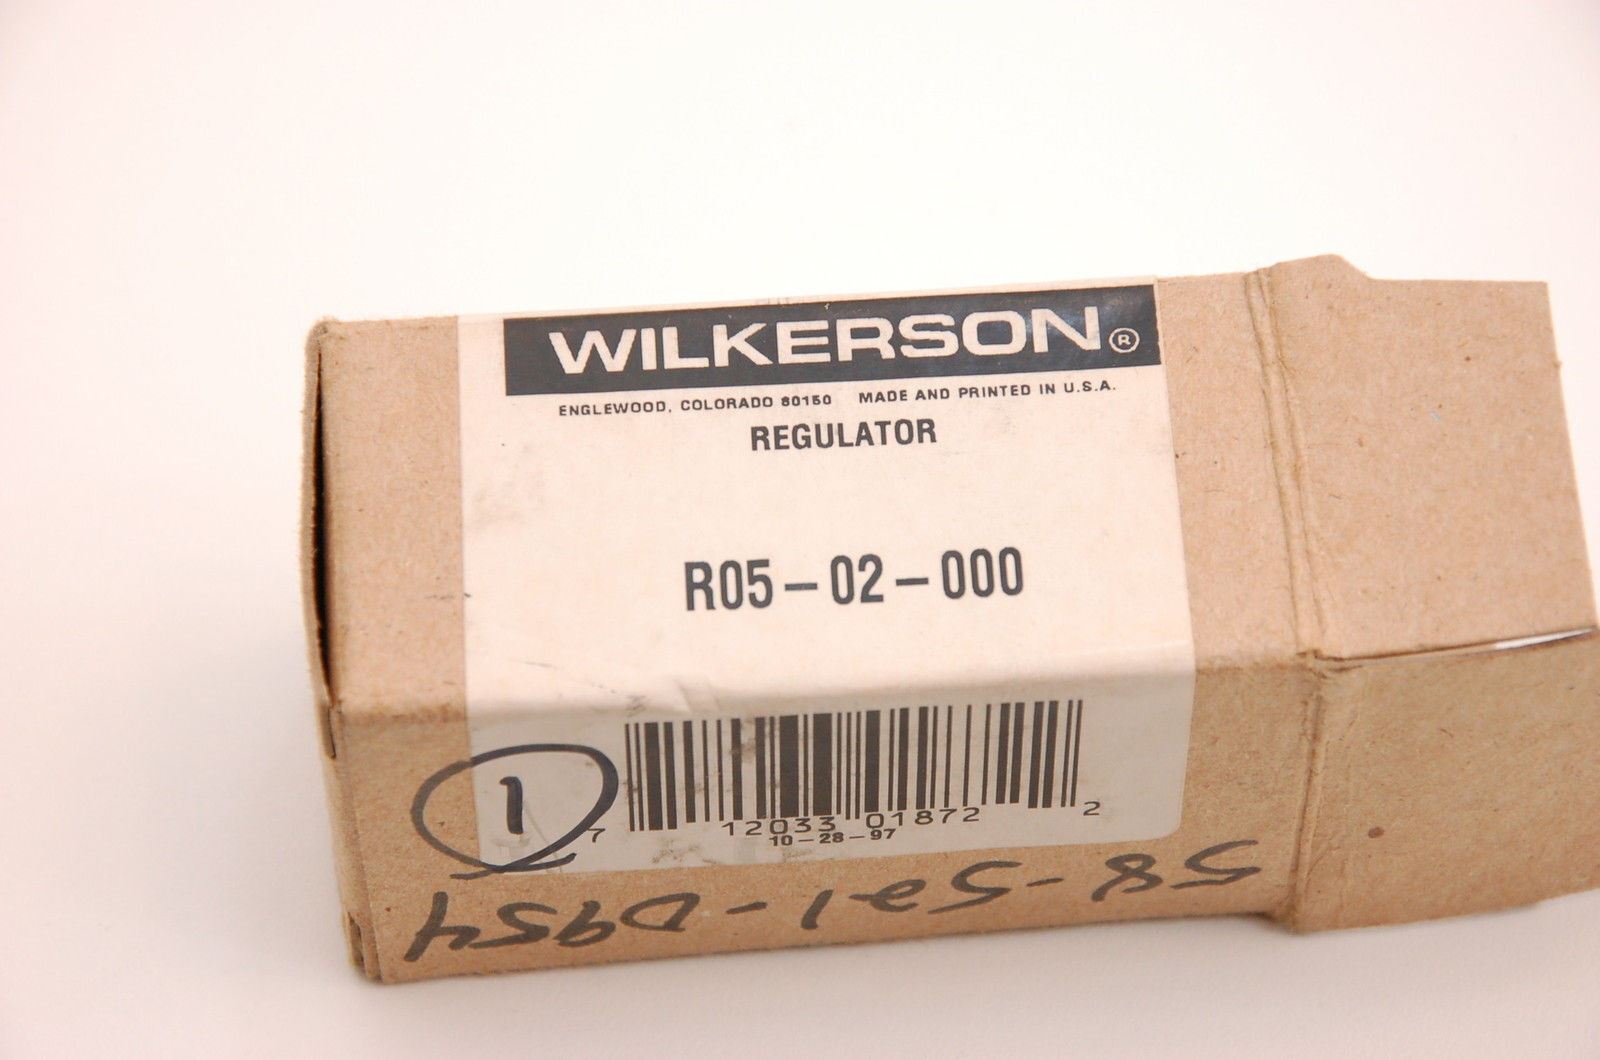 WILKERSON®
ENGLEWOOD, COLORADO 80150 MADE AND PRINTED IN U.S.A.
REGULATOR
R05-02-000
1
7 12033 01872 2
10-28-97
58-521-D954